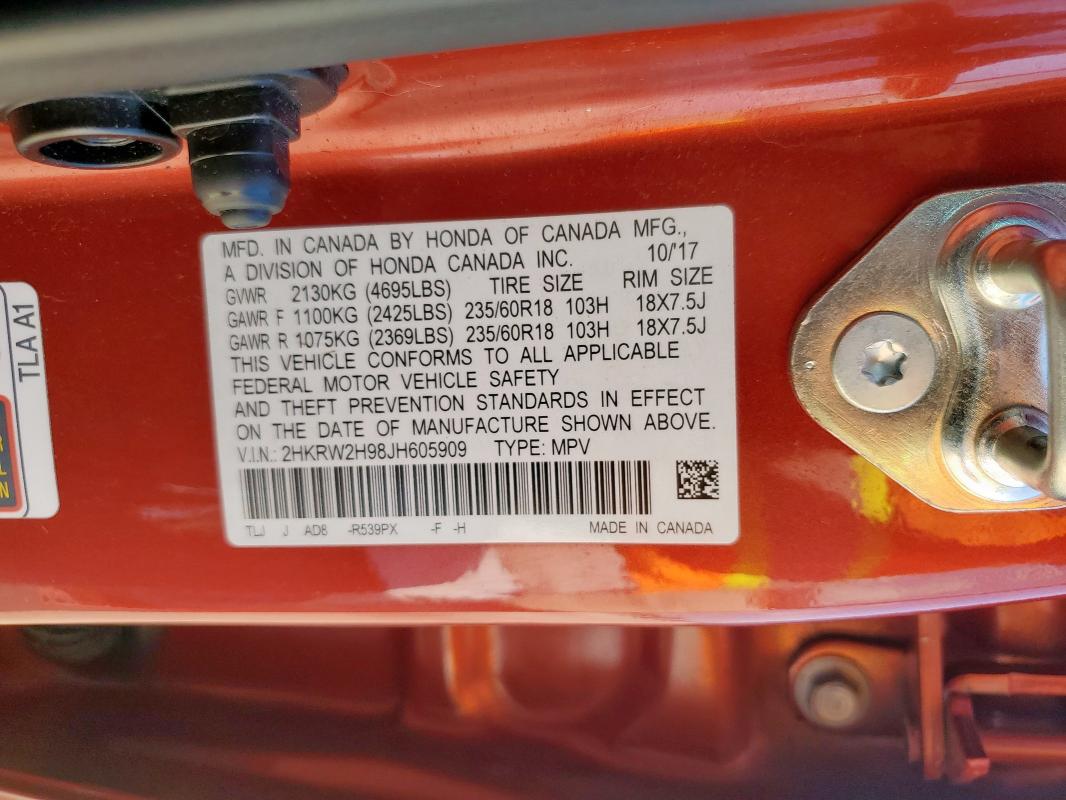 MFD. IN CANADA BY HONDA OF CANADA MFG.,
A DIVISION OF HONDA CANADA INC. 10/'17
GVWR 2130KG (4695LBS) TIRE SIZE RIM SIZE
GAWR F 1100KG (2425LBS) 235/60R18 103H 18X7.5J
GAWR R 1075KG (2369LBS) 235/60R18 103H 18X7.5J
THIS VEHICLE CONFORMS TO ALL APPLICABLE
FEDERAL MOTOR VEHICLE SAFETY
AND THEFT PREVENTION STANDARDS IN EFFECT
ON THE DATE OF MANUFACTURE SHOWN ABOVE.
V.I.N.: 2HKRW2H98JH605909 TYPE: MPV
TLJ J AD8 -R539PX -F -H MADE IN CANADA
TLA A1